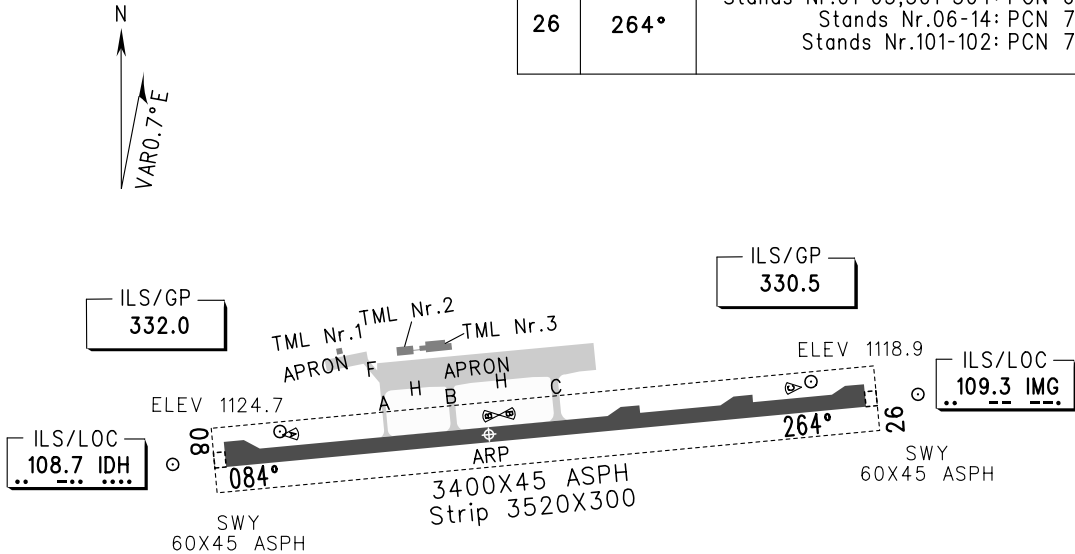 N
VAR0.7°E
26
264°
Stands Nr.06-14: PCN 7
Stands Nr.101-102: PCN 7
ILS/GP
332.0
ILS/GP
330.5
TML Nr.1
TML Nr.2
TML Nr.3
APRON
F
APRON
H
H
A
B
C
ELEV 1124.7
ELEV 1118.9
ILS/LOC
108.7 IDH
ILS/LOC
109.3 IMG
08
084°
264°
26
ARP
3400X45 ASPH
Strip 3520X300
SWY
60X45 ASPH
SWY
60X45 ASPH